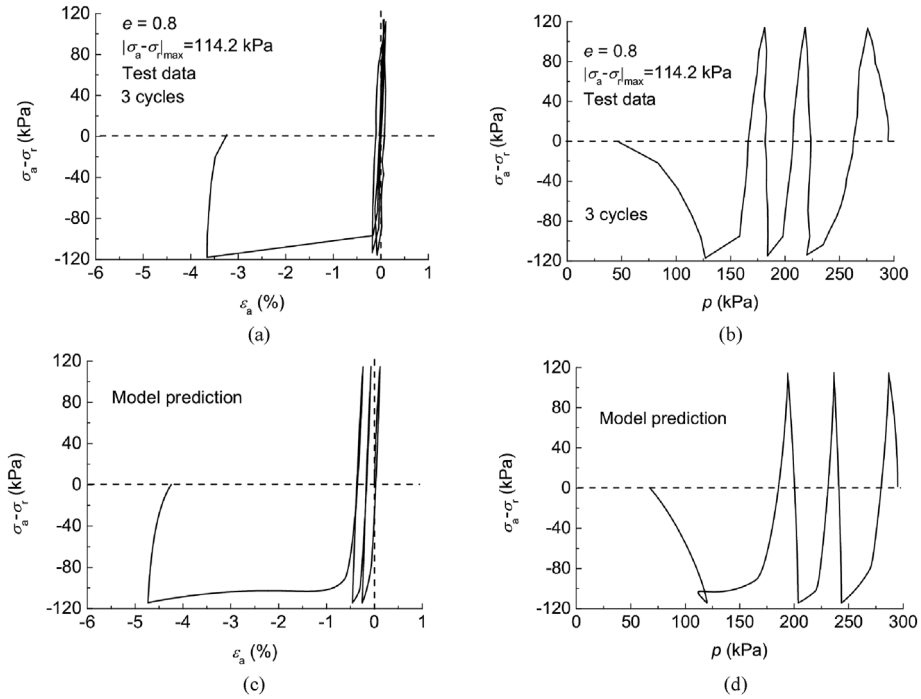 120
80
40
0
-40
-80
-120
σa-σr (kPa)
e = 0.8
|σa-σr|max=114.2 kPa
Test data
3 cycles
-6 -5 -4 -3 -2 -1 0 1
εa (%)
(a)
120
80
40
0
-40
-80
-120
σa-σr (kPa)
e = 0.8
|σa-σr|max=114.2 kPa
Test data
3 cycles
0 50 100 150 200 250 300
p (kPa)
(b)
120
80
40
0
-40
-80
-120
σa-σr (kPa)
Model prediction
-6 -5 -4 -3 -2 -1 0 1
εa (%)
(c)
120
80
40
0
-40
-80
-120
σa-σr (kPa)
Model prediction
0 50 100 150 200 250 300
p (kPa)
(d)